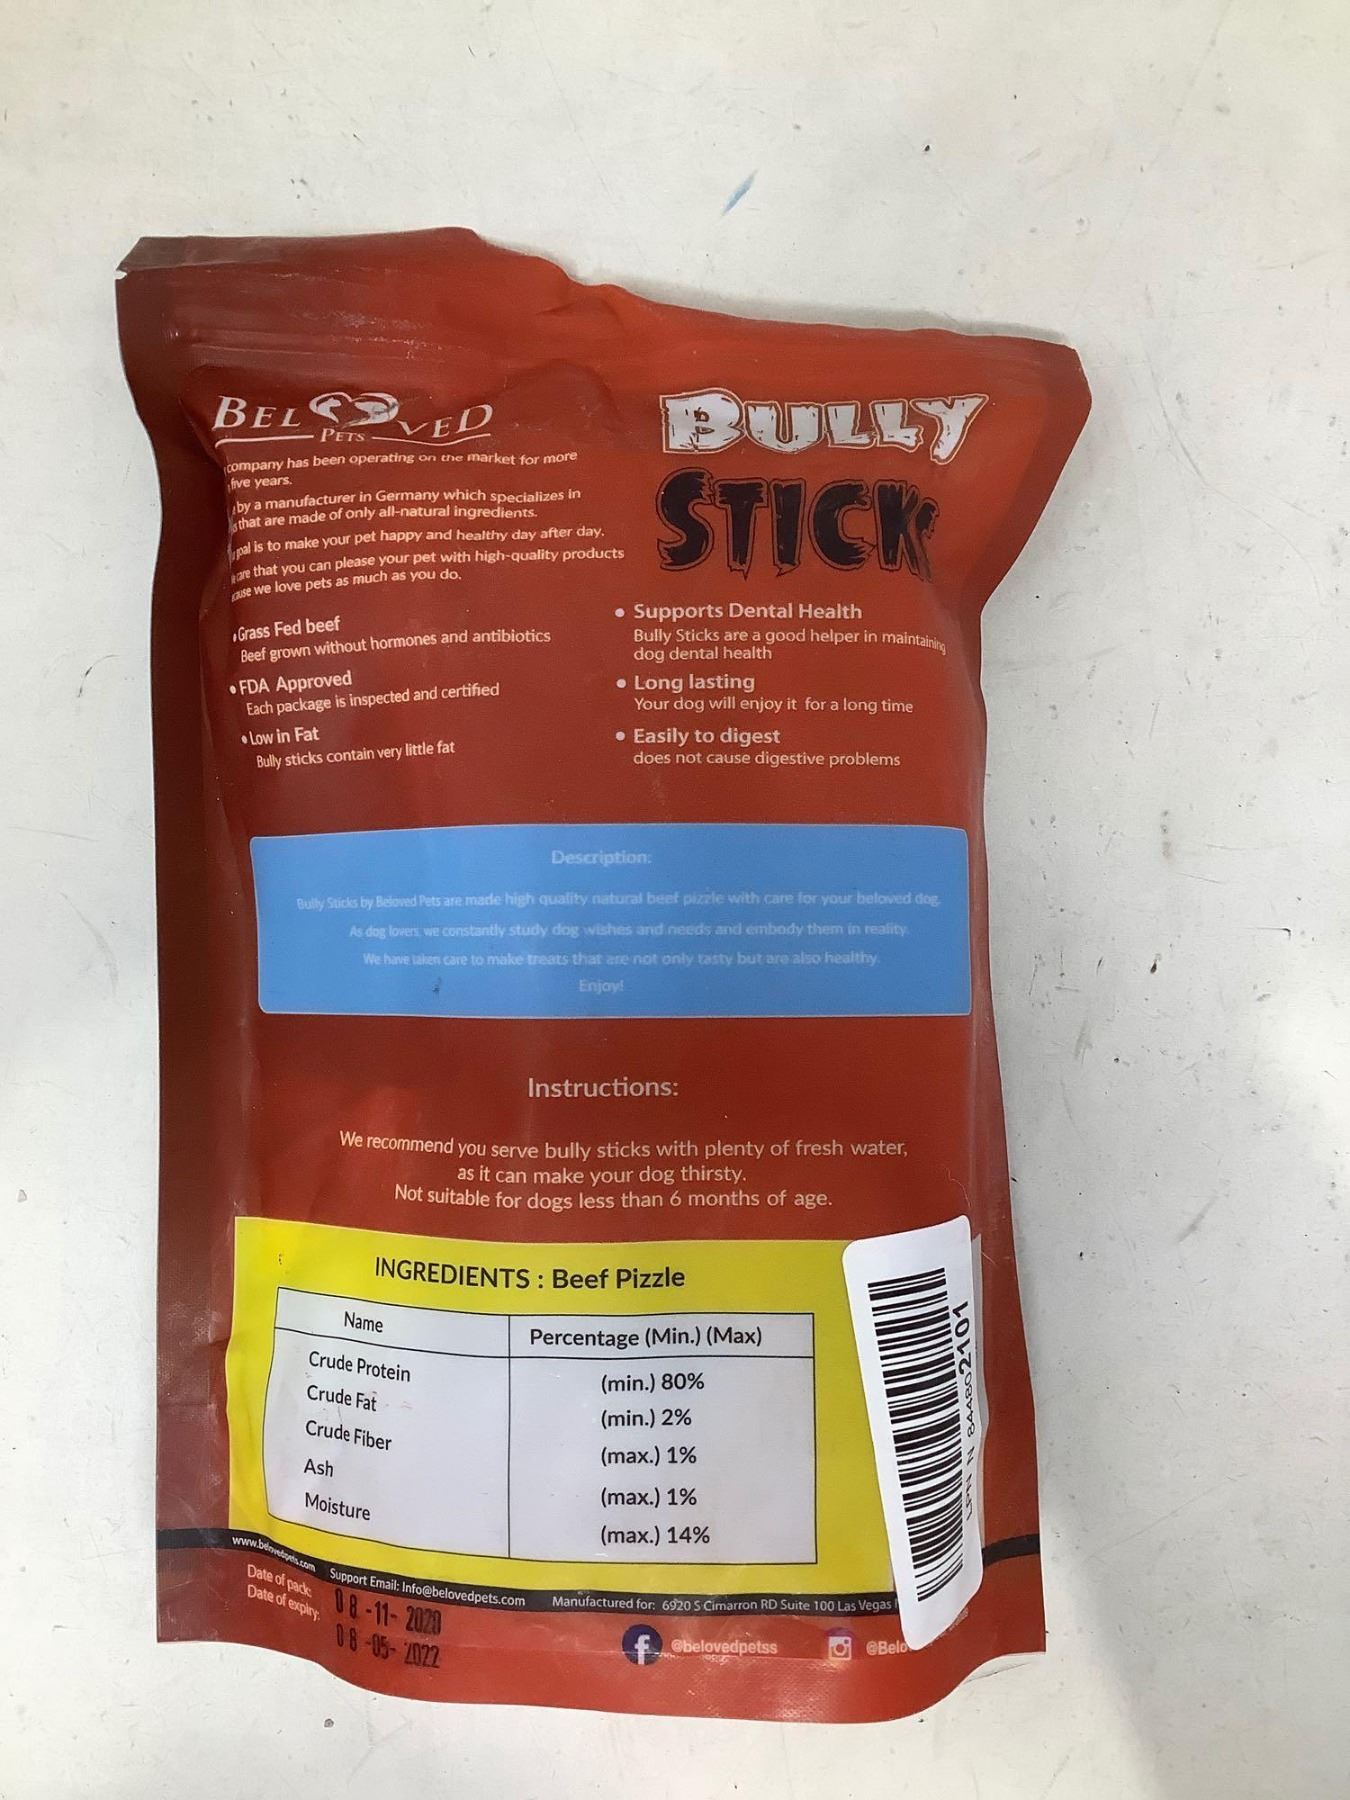 BELOVED
PETS
company has been operating on the market for more
five years.
by a manufacturer in Germany which specializes in
that are made of only all-natural ingredients.
goal is to make your pet happy and healthy day after day.
that you can please your pet with high-quality products
we love pets as much as you do.
• Grass Fed beef
Beef grown without hormones and antibiotics
• FDA Approved
Each package is inspected and certified
• Low in Fat
Bully sticks contain very little fat
BULLY
STICKS
• Supports Dental Health
Bully Sticks are a good helper in maintaining
dog dental health
• Long lasting
Your dog will enjoy it for a long time
• Easily to digest
does not cause digestive problems
Description:
Bully Sticks by Beloved Pets are made high quality natural beef pizzle with care for your beloved dog.
As dog lovers, we constantly study dog wishes and needs and embody them in reality.
We have taken care to make treats that are not only tasty but are also healthy.
Enjoy!
Instructions:
We recommend you serve bully sticks with plenty of fresh water,
as it can make your dog thirsty.
Not suitable for dogs less than 6 months of age.
INGREDIENTS : Beef Pizzle
Name Percentage (Min.) (Max)
Crude Protein (min.) 80%
Crude Fat (min.) 2%
Crude Fiber (max.) 1%
Ash (max.) 1%
Moisture (max.) 14%
LPN N 844802101
www.belovedpets.com Support Email: Info@belovedpets.com Manufactured for: 6920 S Cimarron RD Suite 100 Las Vegas
Date of pack: 08-11-2020
Date of expiry: 08-05-2022
@belovedpetss @Belo